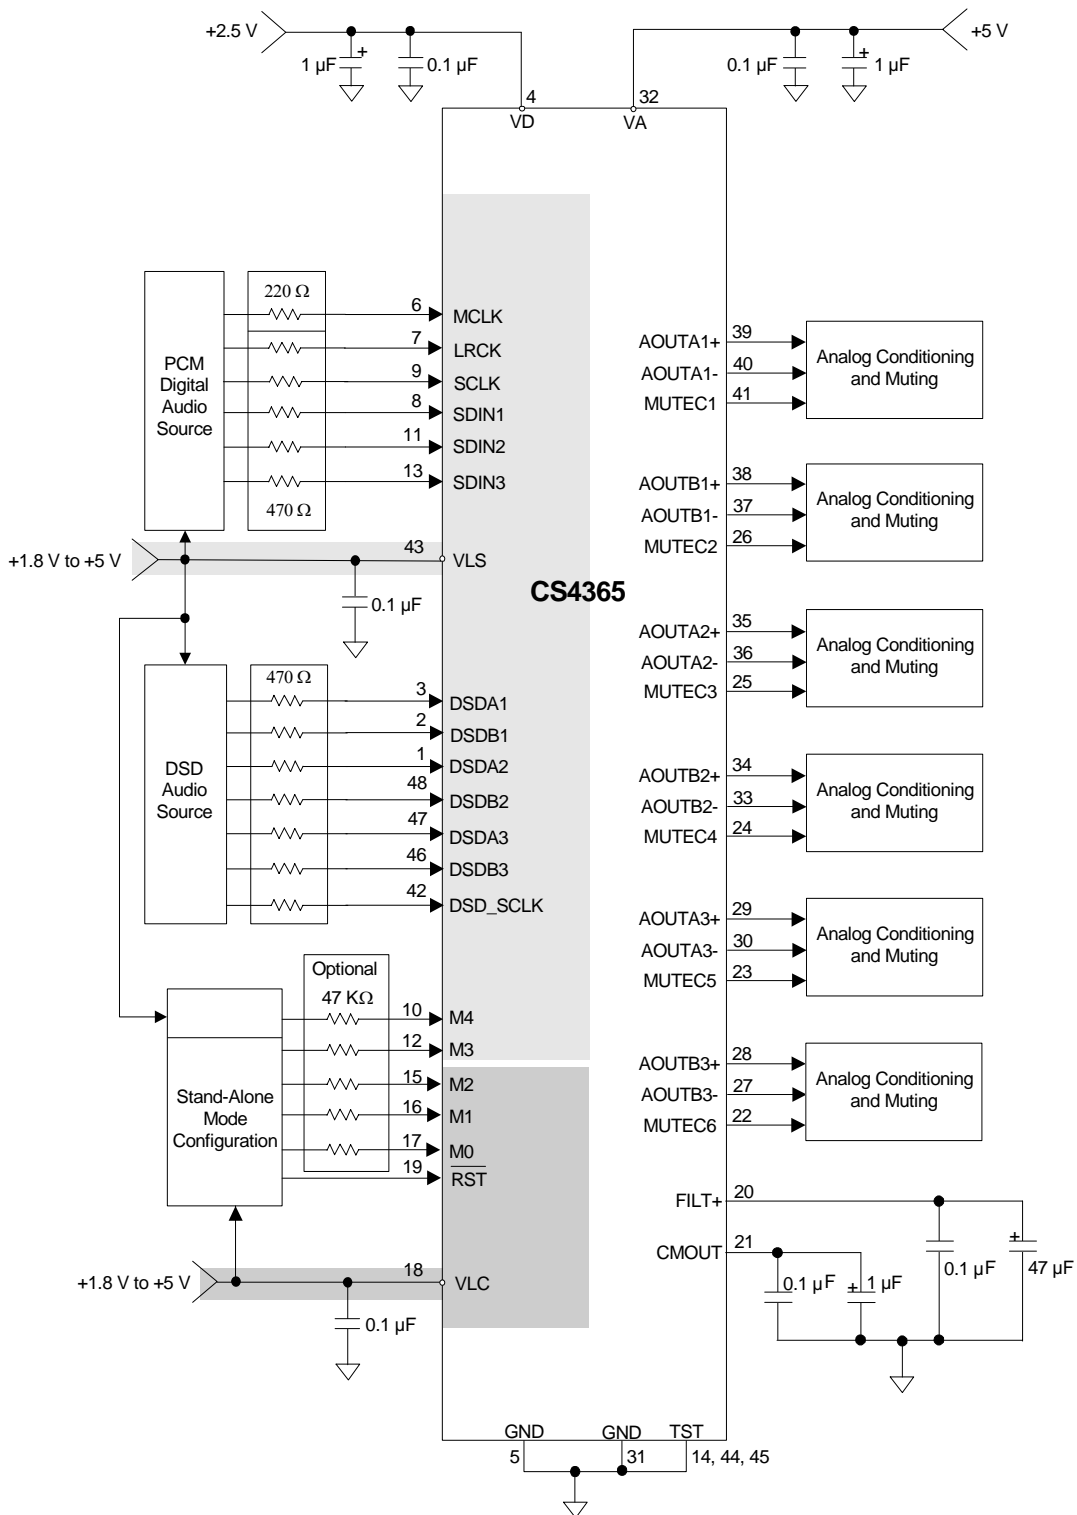 +2.5 V
+5 V
1 µF
+
0.1 µF
0.1 µF
+
1 µF
4
32
VD
VA
PCM
Digital
Audio
Source
220 Ω
470 Ω
6
MCLK
7
LRCK
9
SCLK
8
SDIN1
11
SDIN2
13
SDIN3
+1.8 V to +5 V
43
VLS
0.1 µF
CS4365
DSD
Audio
Source
470 Ω
3
DSDA1
2
DSDB1
1
DSDA2
48
DSDB2
47
DSDA3
46
DSDB3
42
DSD_SCLK
Optional
47 KΩ
Stand-Alone
Mode
Configuration
10
M4
12
M3
15
M2
16
M1
17
M0
19
RST
+1.8 V to +5 V
18
VLC
0.1 µF
AOUTA1+
39
AOUTA1-
40
MUTEC1
41
Analog Conditioning
and Muting
AOUTB1+
38
AOUTB1-
37
MUTEC2
26
Analog Conditioning
and Muting
AOUTA2+
35
AOUTA2-
36
MUTEC3
25
Analog Conditioning
and Muting
AOUTB2+
34
AOUTB2-
33
MUTEC4
24
Analog Conditioning
and Muting
AOUTA3+
29
AOUTA3-
30
MUTEC5
23
Analog Conditioning
and Muting
AOUTB3+
28
AOUTB3-
27
MUTEC6
22
Analog Conditioning
and Muting
FILT+
20
CMOUT
21
0.1 µF
+
1 µF
0.1 µF
+
47 µF
GND
GND
TST
5
31
14, 44, 45